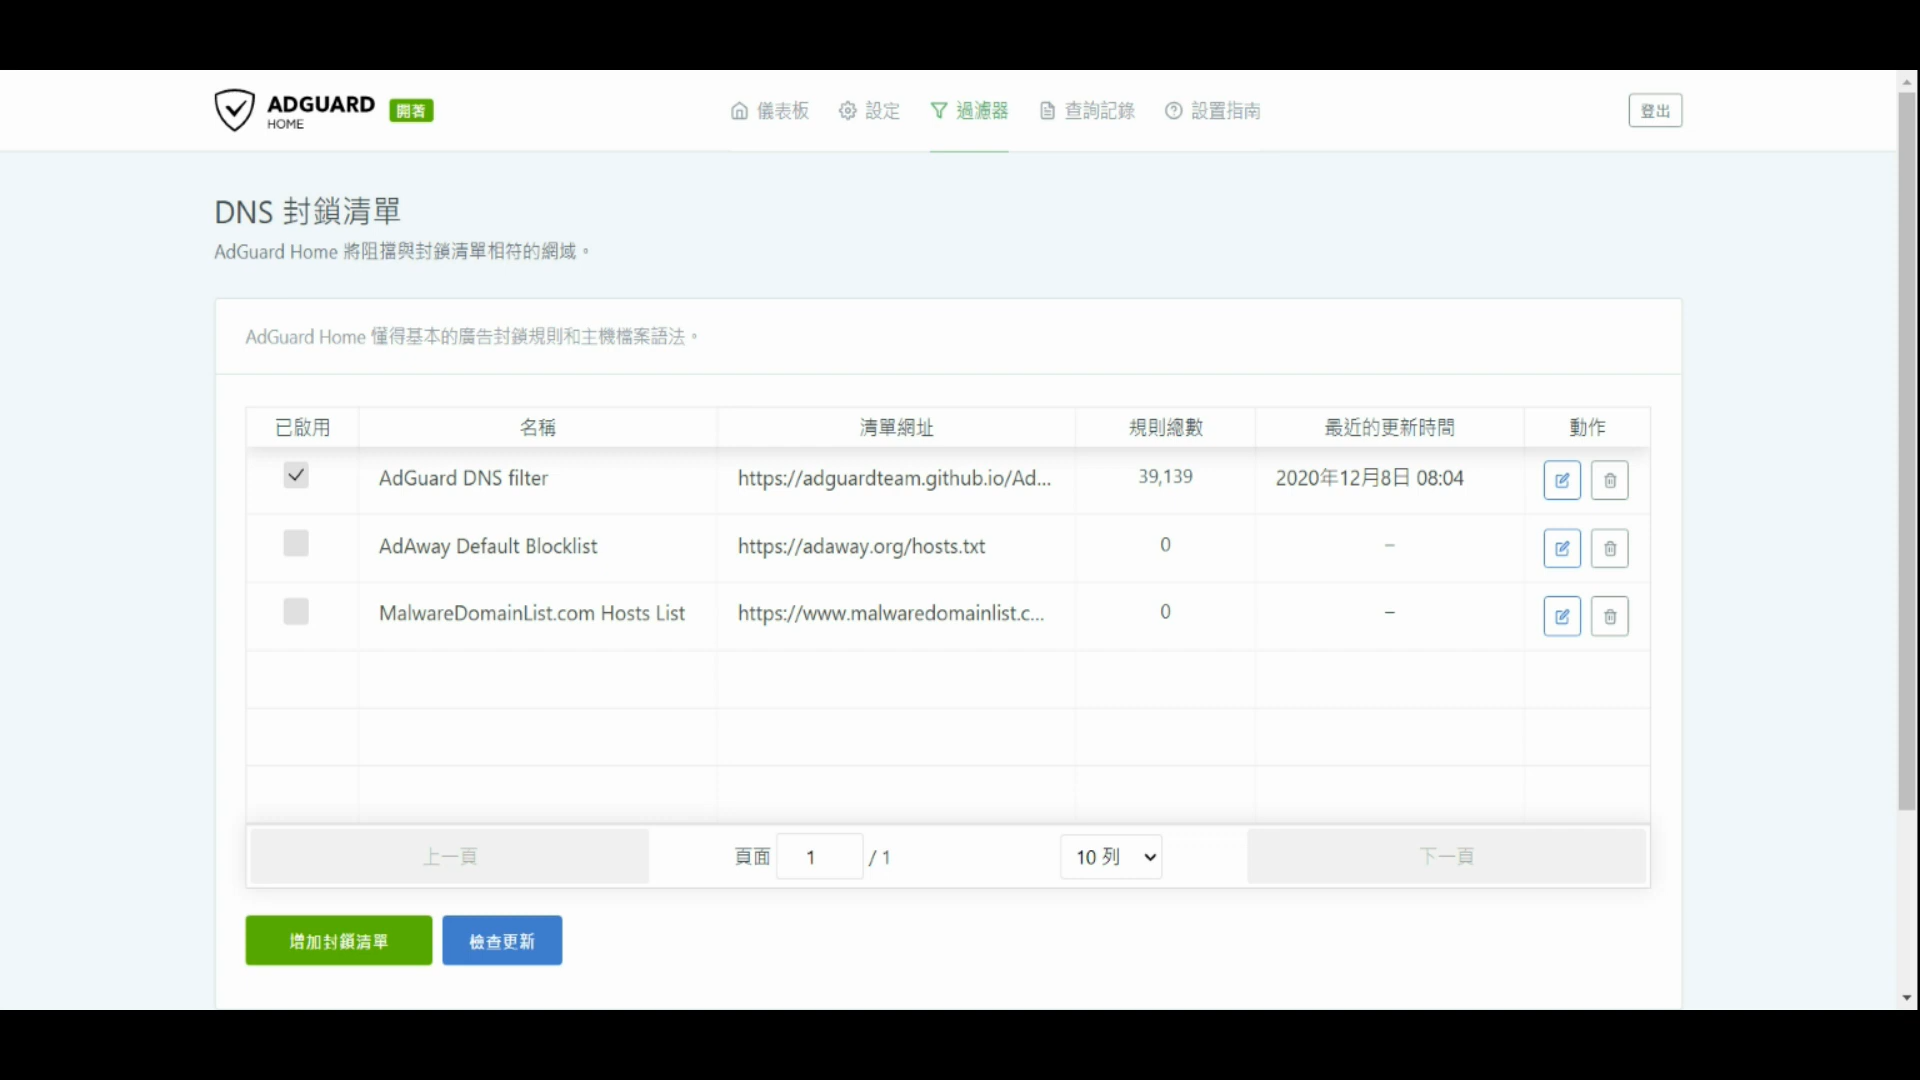 ADGUARD
HOME
開著
儀表板 設定 過濾器 查詢記錄 設置指南 登出
DNS 封鎖清單
AdGuard Home 將阻擋與封鎖清單相符的網域。
AdGuard Home 懂得基本的廣告封鎖規則和主機檔案語法。
已啟用 名稱 清單網址 規則總數 最近的更新時間 動作
AdGuard DNS filter https://adguardteam.github.io/Ad... 39,139 2020年12月8日 08:04
AdAway Default Blocklist https://adaway.org/hosts.txt 0 –
MalwareDomainList.com Hosts List https://www.malwaredomainlist.c... 0 –
上一頁 頁面 1 / 1 10 列 下一頁
增加封鎖清單 檢查更新